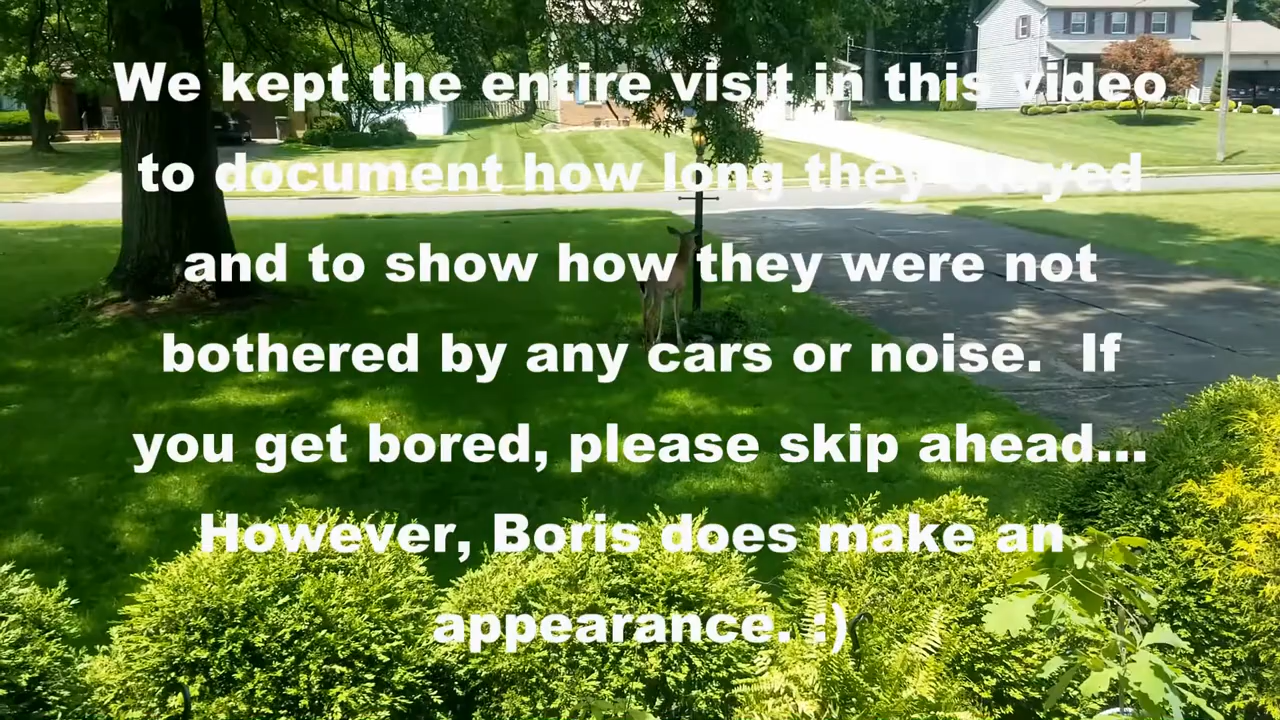 We kept the entire visit in this video
to document how long they stayed
and to show how they were not
bothered by any cars or noise.  If
you get bored, please skip ahead...
However, Boris does make an
appearance. :)